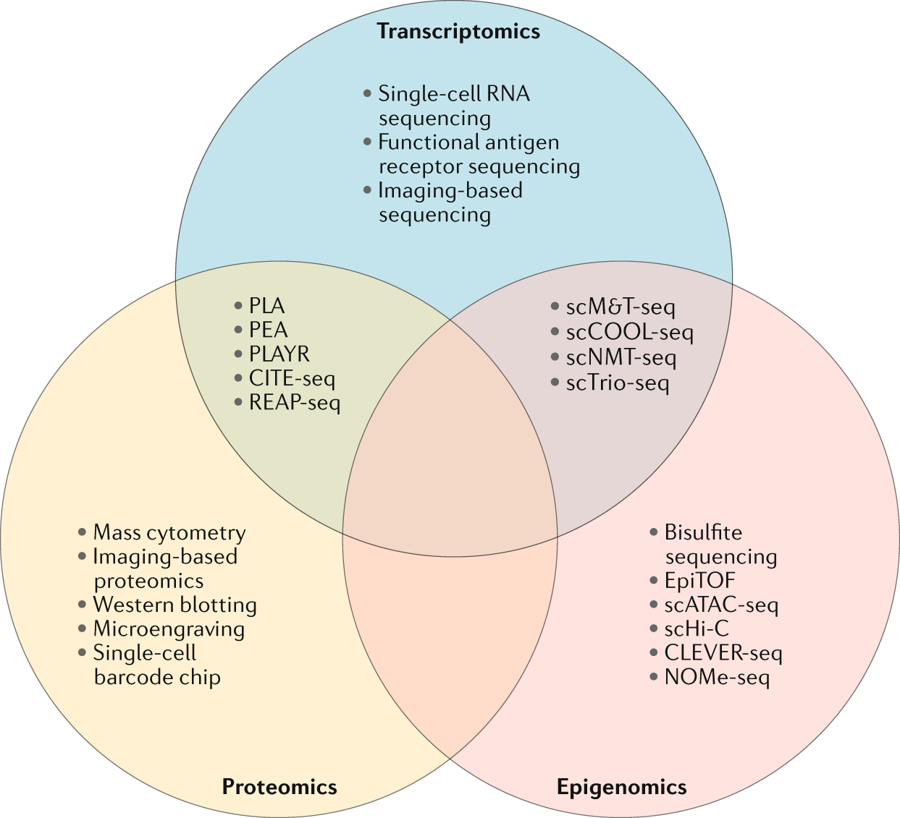 Transcriptomics
• Single-cell RNA
sequencing
• Functional antigen
receptor sequencing
• Imaging-based
sequencing
• PLA
• PEA
• PLAYR
• CITE-seq
• REAP-seq
• scM&T-seq
• scCOOL-seq
• scNMT-seq
• scTrio-seq
• Mass cytometry
• Imaging-based
proteomics
• Western blotting
• Microengraving
• Single-cell
barcode chip
• Bisulfite
sequencing
• EpiTOF
• scATAC-seq
• scHi-C
• CLEVER-seq
• NOMe-seq
Proteomics
Epigenomics